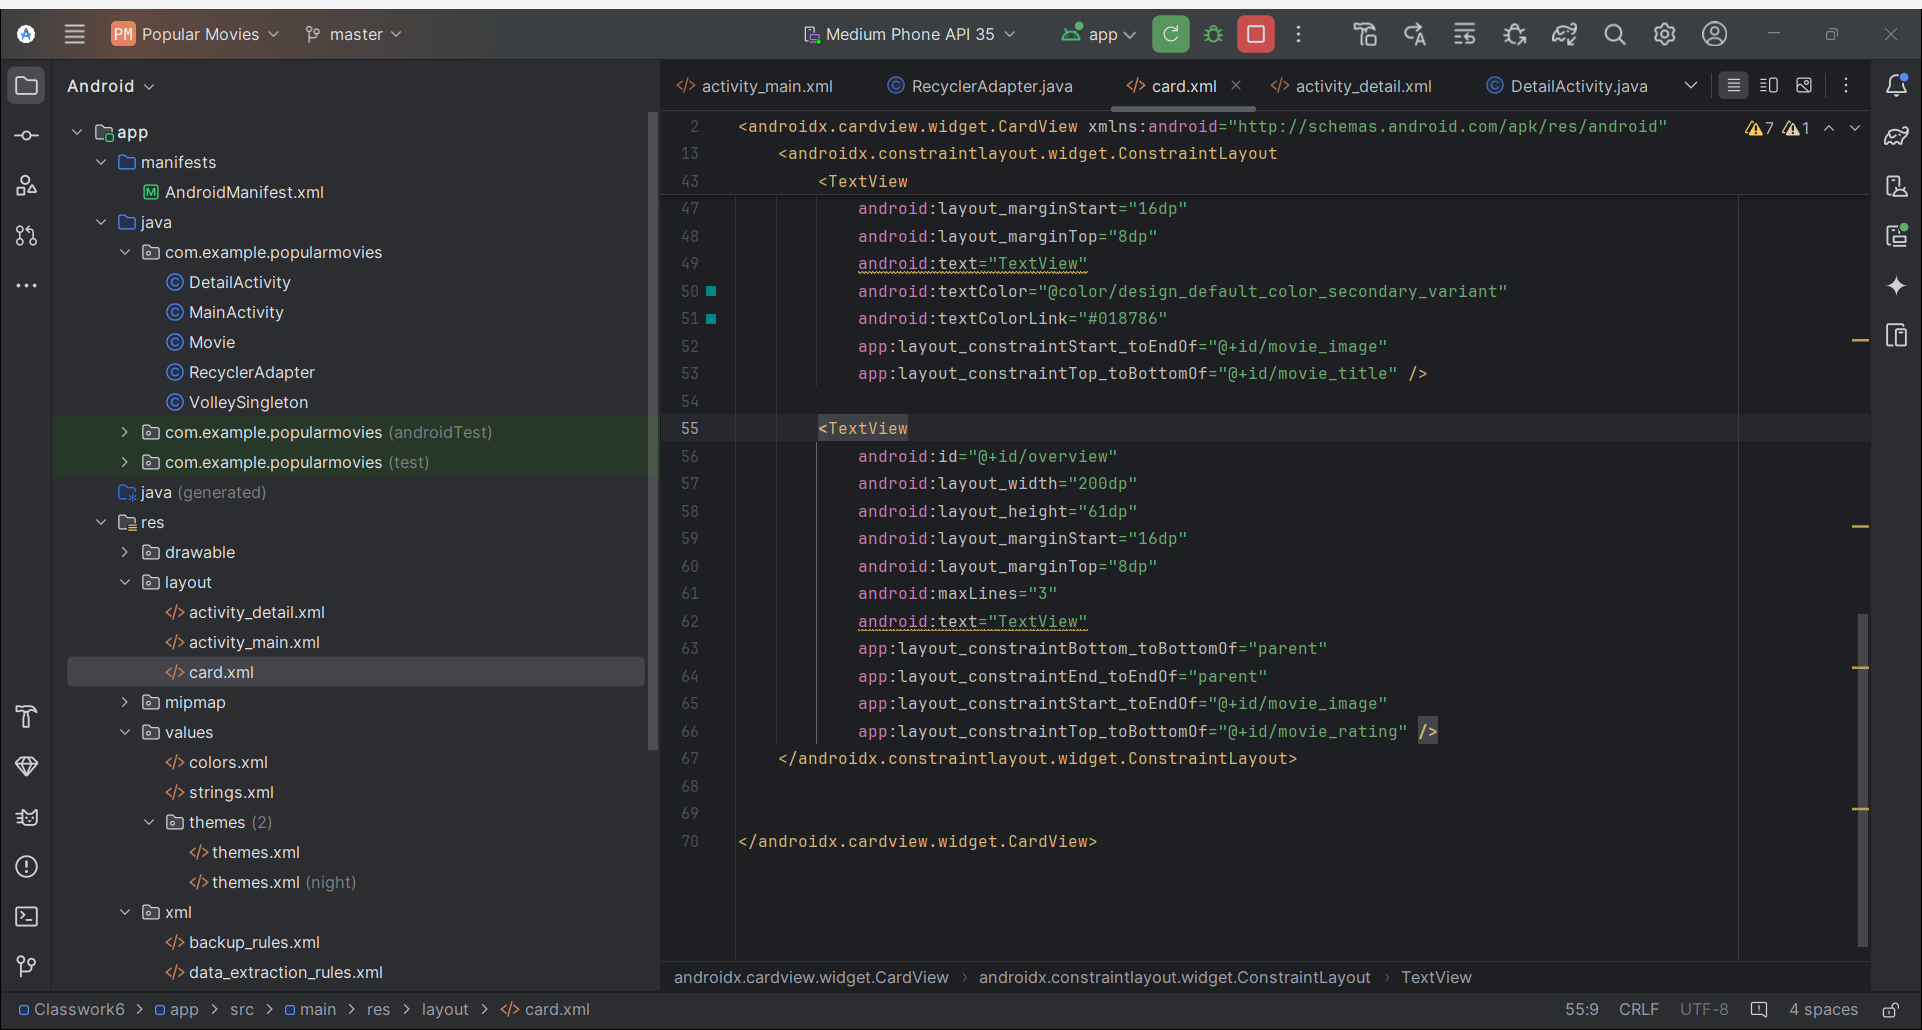 PM Popular Movies master Medium Phone API 35 app
Android
activity_main.xml RecyclerAdapter.java card.xml activity_detail.xml DetailActivity.java
app
manifests
AndroidManifest.xml
java
com.example.popularmovies
DetailActivity
MainActivity
Movie
RecyclerAdapter
VolleySingleton
com.example.popularmovies (androidTest)
com.example.popularmovies (test)
java (generated)
res
drawable
layout
activity_detail.xml
activity_main.xml
card.xml
mipmap
values
colors.xml
strings.xml
themes (2)
themes.xml
themes.xml (night)
xml
backup_rules.xml
data_extraction_rules.xml
2 <androidx.cardview.widget.CardView xmlns:android="http://schemas.android.com/apk/res/android" 7 1
13 <androidx.constraintlayout.widget.ConstraintLayout
43 <TextView
47 android:layout_marginStart="16dp"
48 android:layout_marginTop="8dp"
49 android:text="TextView"
50 android:textColor="@color/design_default_color_secondary_variant"
51 android:textColorLink="#018786"
52 app:layout_constraintStart_toEndOf="@+id/movie_image"
53 app:layout_constraintTop_toBottomOf="@+id/movie_title" />
54
55 <TextView
56 android:id="@+id/overview"
57 android:layout_width="200dp"
58 android:layout_height="61dp"
59 android:layout_marginStart="16dp"
60 android:layout_marginTop="8dp"
61 android:maxLines="3"
62 android:text="TextView"
63 app:layout_constraintBottom_toBottomOf="parent"
64 app:layout_constraintEnd_toEndOf="parent"
65 app:layout_constraintStart_toEndOf="@+id/movie_image"
66 app:layout_constraintTop_toBottomOf="@+id/movie_rating" />
67 </androidx.constraintlayout.widget.ConstraintLayout>
68
69
70 </androidx.cardview.widget.CardView>
androidx.cardview.widget.CardView › androidx.constraintlayout.widget.ConstraintLayout › TextView
Classwork6 > app > src > main > res > layout > card.xml 55:9 CRLF UTF-8 4 spaces